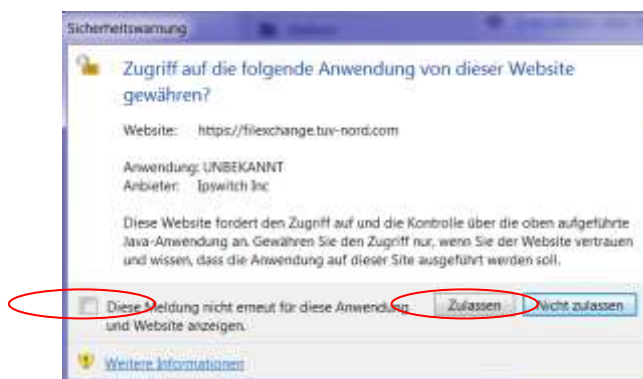 Sicherheitswarnung
Zugriff auf die folgende Anwendung von dieser Website
gewähren?
Website: https://filexchange.tuv-nord.com
Anwendung: UNBEKANNT
Anbieter: Ipswitch Inc
Diese Website fordert den Zugriff auf und die Kontrolle über die oben aufgeführte
Java-Anwendung an. Gewähren Sie den Zugriff nur, wenn Sie der Website vertrauen
und wissen, dass die Anwendung auf dieser Site ausgeführt werden soll.
Diese Meldung nicht erneut für diese Anwendung
und Website anzeigen.
Zulassen
Nicht zulassen
Weitere Informationen